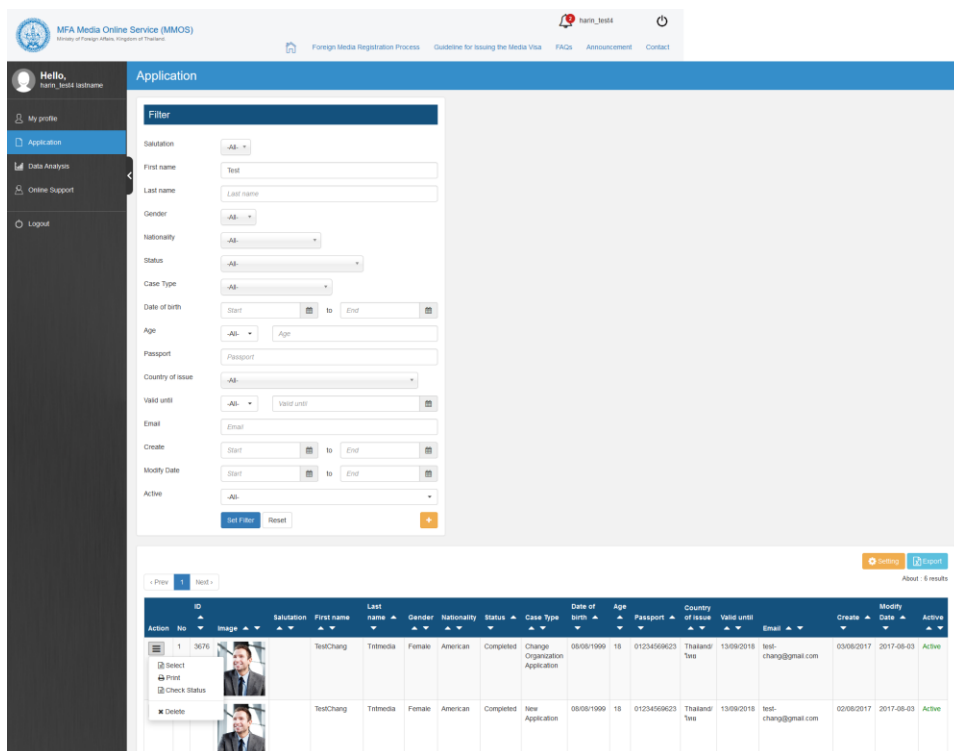 MFA Media Online Service (MMOS)
Ministry of Foreign Affairs, Kingdom of Thailand
2
harin_test4
Foreign Media Registration Process Guideline for Issuing the Media Visa FAQs Announcement Contact
Hello,
harin_test4 lastname
Application
My profile
Application
Data Analysis
Online Support
Logout
Filter
Salutation -All-
First name Test
Last name Last name
Gender -All-
Nationality -All-
Status -All-
Case Type -All-
Date of birth Start to End
Age -All- Age
Passport Passport
Country of issue -All-
Valid until -All- Valid until
Email Email
Create Start to End
Modify Date Start to End
Active -All-
Set Filter Reset +
Setting Export
‹ Prev 1 Next › About : 6 results
Action No ID Image Salutation First name Last name Gender Nationality Status Case Type Date of birth Age Passport Country of issue Valid until Email Create Modify Date Active
1 3676 TestChang Tntmedia Female American Completed Change Organization Application 08/08/1999 18 01234569623 Thailand/ไทย 13/09/2018 test-chang@gmail.com 03/08/2017 2017-08-03 Active
Select
Print
Check Status
Delete
TestChang Tntmedia Female American Completed New Application 08/08/1999 18 01234569623 Thailand/ไทย 13/09/2018 test-chang@gmail.com 02/08/2017 2017-08-03 Active